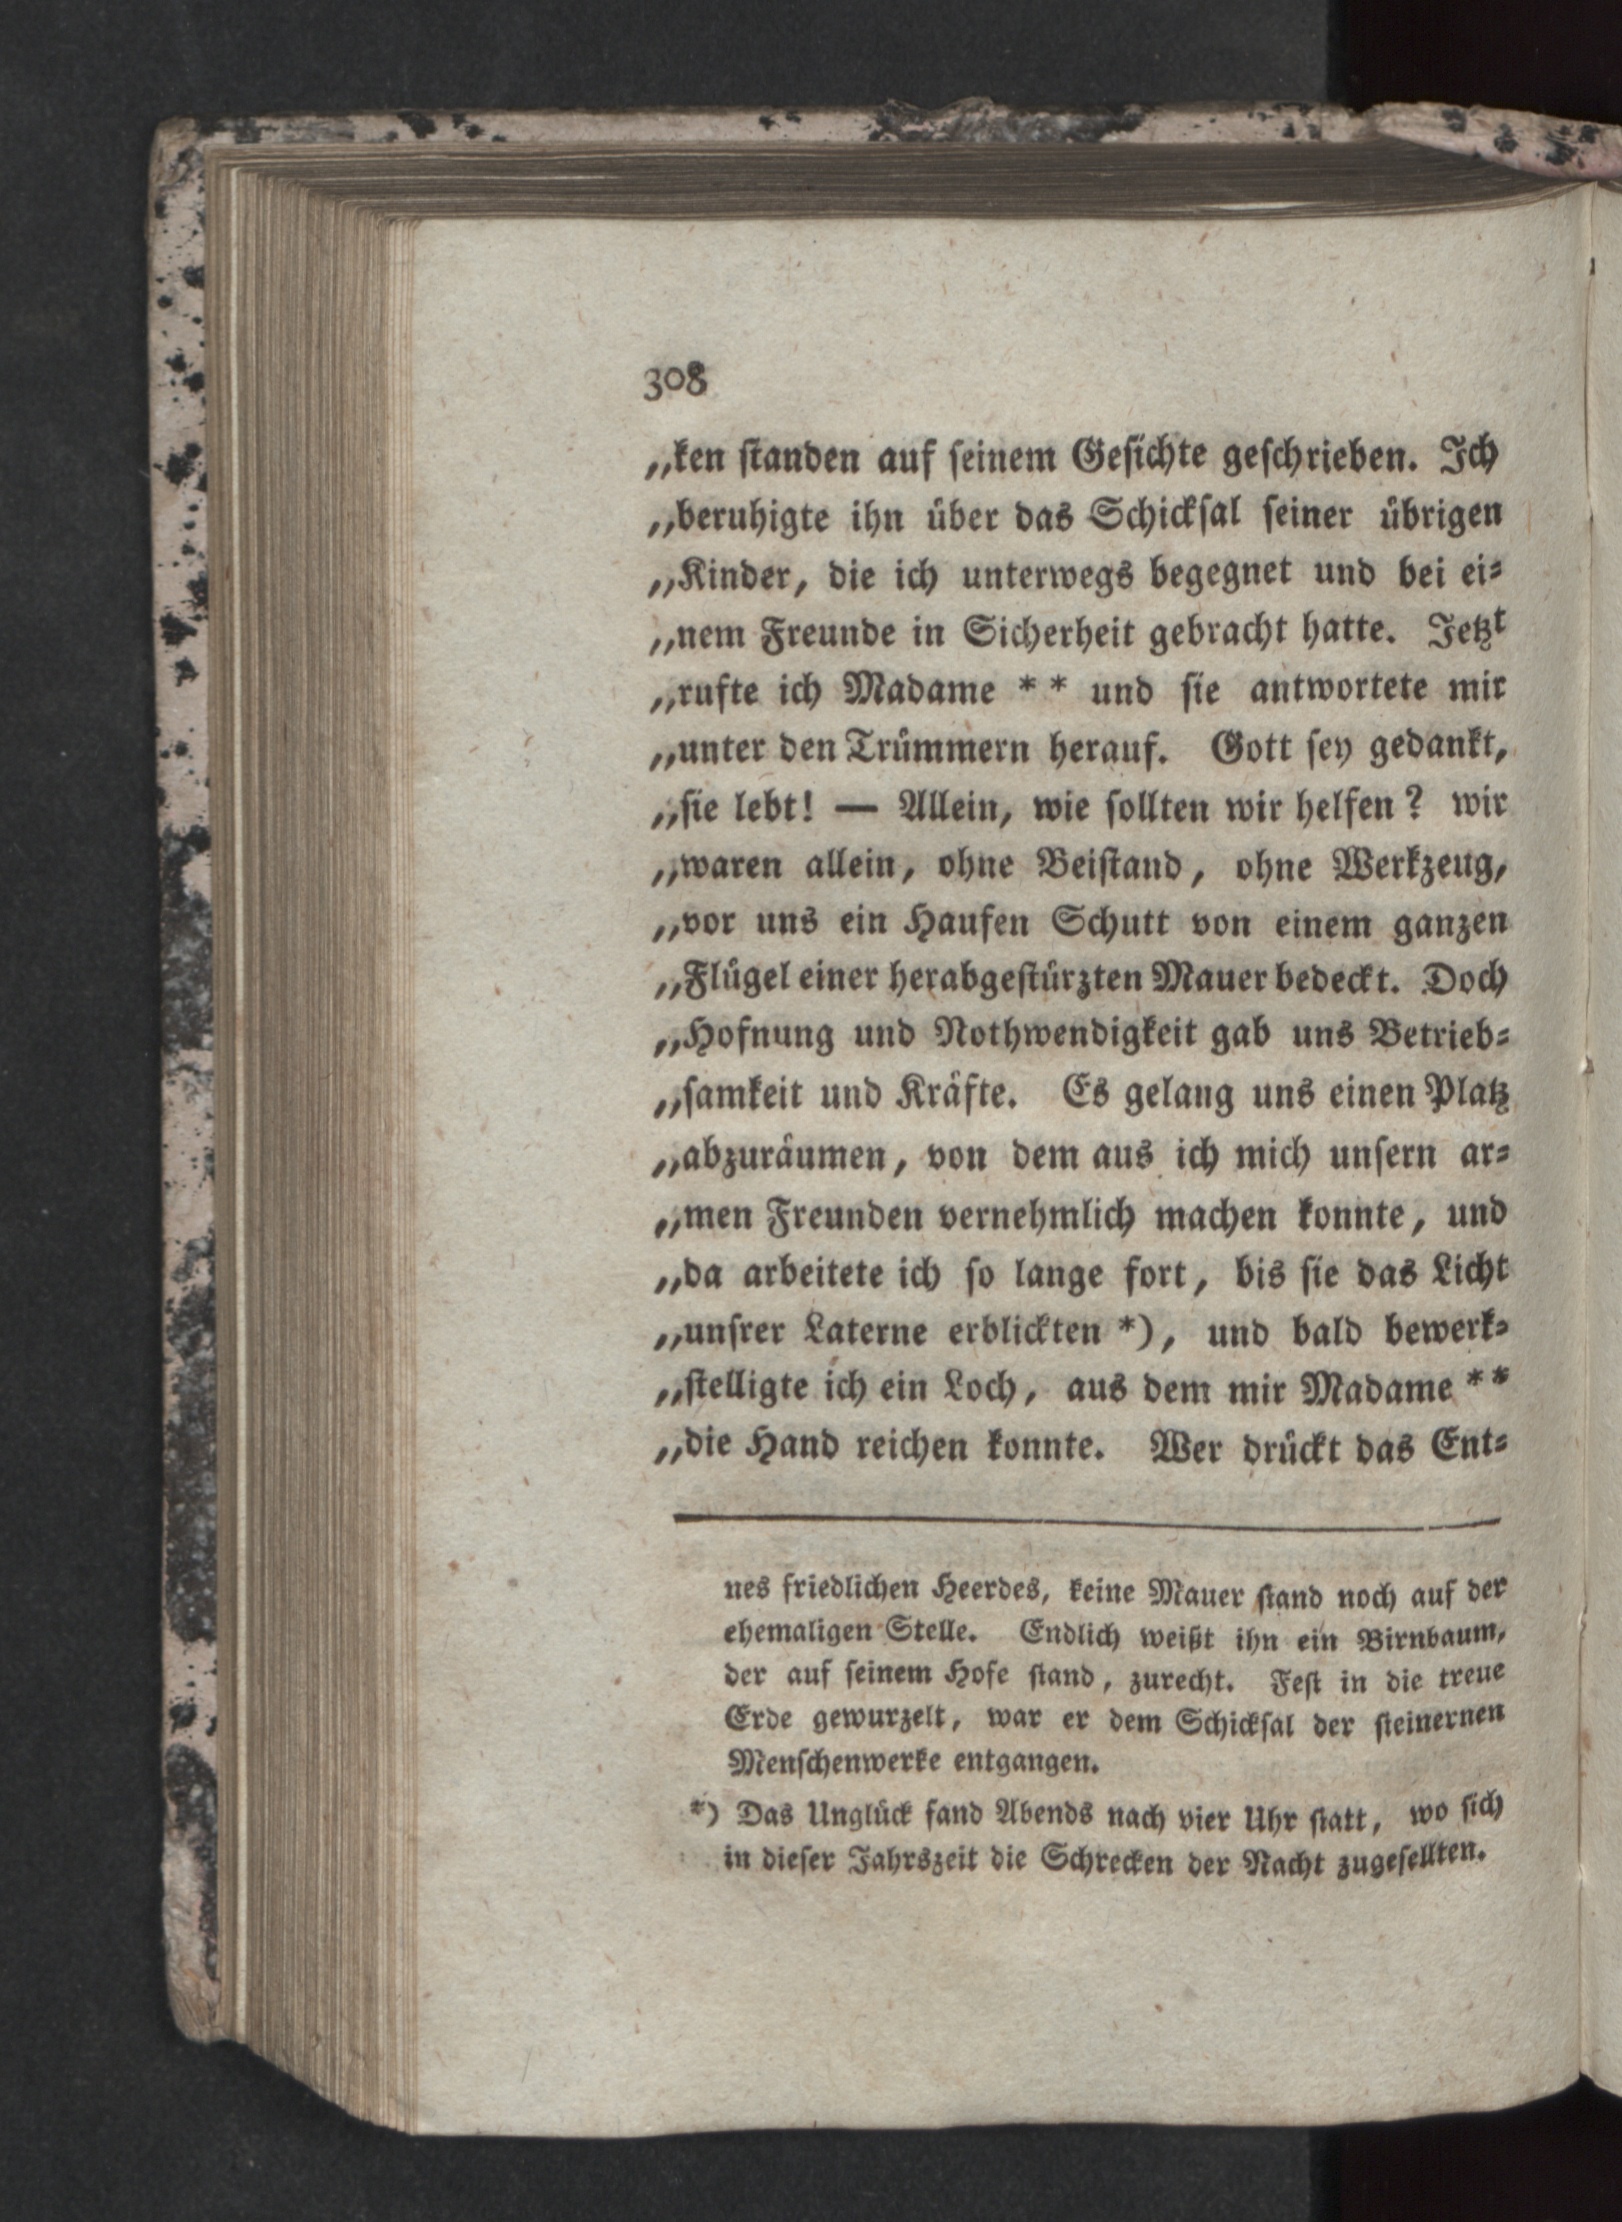 308
„ken ſtanden auf ſeinem Geſichte geſchrieben. Ich
„beruhigte ihn über das Schickſal ſeiner übrigen
„Kinder, die ich unterwegs begegnet und bei ei⸗
„nem Freunde in Sicherheit gebracht hatte. Jetzt
„rufte ich Madame ** und ſie antwortete mir
„unter den Trümmern herauf. Gott ſey gedankt,
„ſie lebt! — Allein, wie ſollten wir helfen? wir
„waren allein, ohne Beiſtand, ohne Werkzeug,
„vor uns ein Haufen Schutt von einem ganzen
„Flügel einer herabgeſtürzten Mauer bedeckt. Doch
„Hofnung und Nothwendigkeit gab uns Betrieb⸗
„ſamkeit und Kräfte. Es gelang uns einen Platz
„abzuräumen, von dem aus ich mich unſern ar⸗
„men Freunden vernehmlich machen konnte, und
„da arbeitete ich ſo lange fort, bis ſie das Licht
„unſrer Laterne erblickten *), und bald bewerk⸗
„ſtelligte ich ein Loch, aus dem mir Madame **
„die Hand reichen konnte. Wer drückt das Ent⸗
nes friedlichen Heerdes, keine Mauer ſtand noch auf der
ehemaligen Stelle. Endlich weißt ihn ein Birnbaum,
der auf ſeinem Hofe ſtand, zurecht. Feſt in die treue
Erde gewurzelt, war er dem Schickſal der ſteinernen
Menſchenwerke entgangen.
*) Das Unglück fand Abends nach vier Uhr ſtatt, wo ſich
in dieſer Jahrszeit die Schrecken der Nacht zugeſellten.